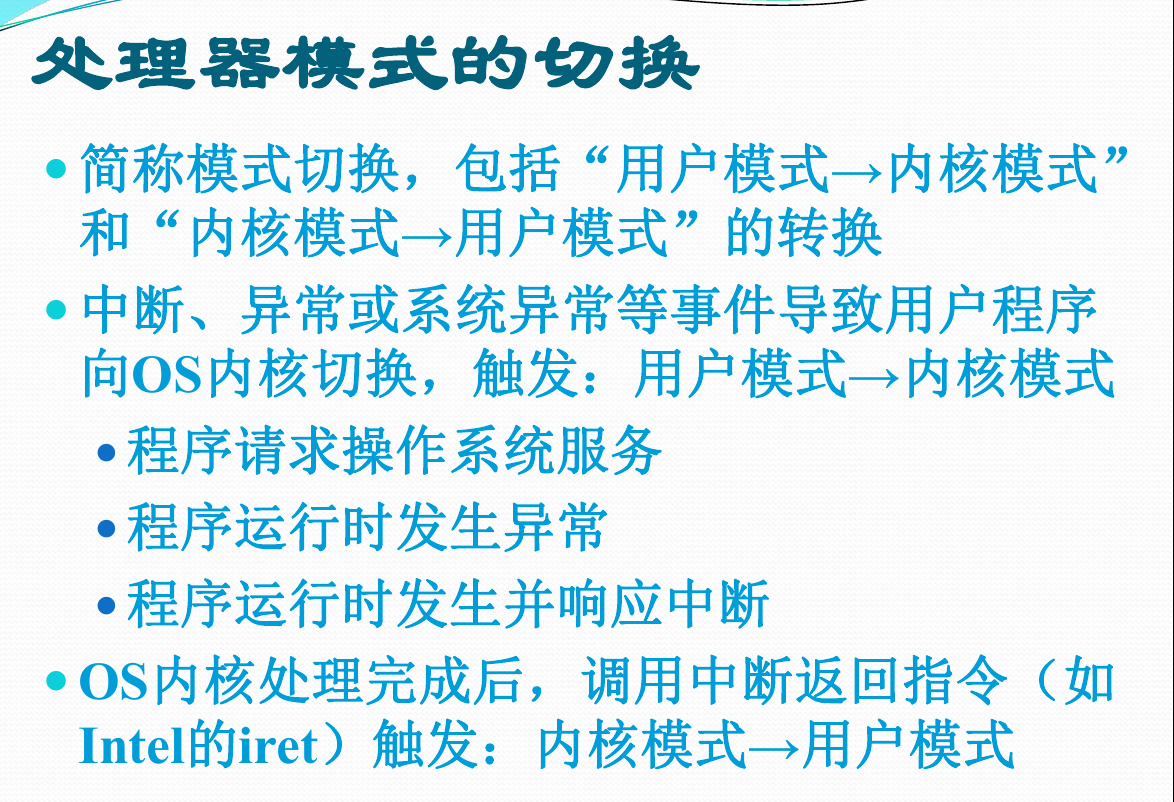 处理器模式的切换
•简称模式切换，包括“用户模式→内核模式”
和“内核模式→用户模式”的转换
•中断、异常或系统异常等事件导致用户程序
向OS内核切换，触发：用户模式→内核模式
•程序请求操作系统服务
•程序运行时发生异常
•程序运行时发生并响应中断
•OS内核处理完成后，调用中断返回指令（如
Intel的iret）触发：内核模式→用户模式